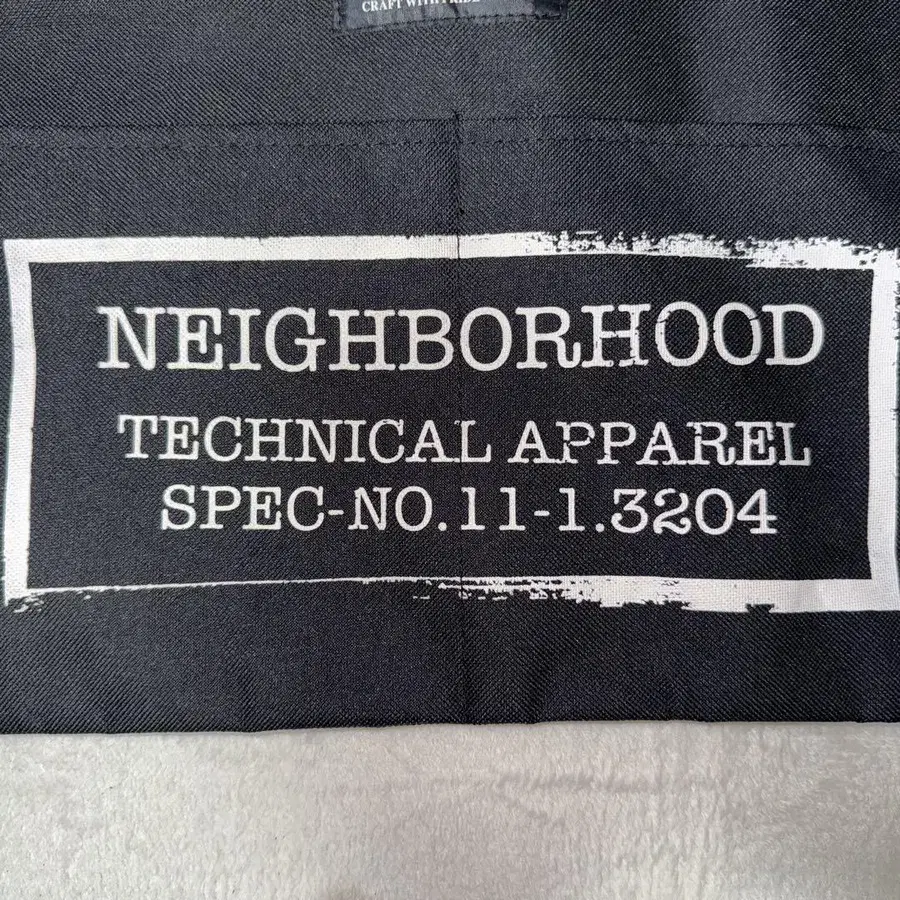 CRAFT WITH PRIDE
NEIGHBORHOOD
TECHNICAL APPAREL
SPEC-NO.11-1.3204